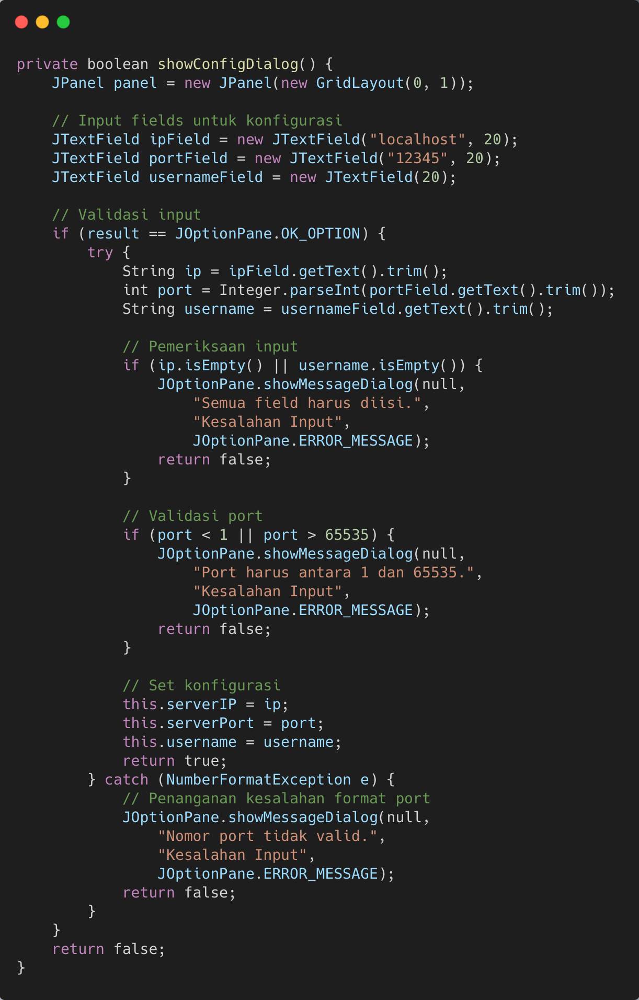 private boolean showConfigDialog() {
    JPanel panel = new JPanel(new GridLayout(0, 1));

    // Input fields untuk konfigurasi
    JTextField ipField = new JTextField("localhost", 20);
    JTextField portField = new JTextField("12345", 20);
    JTextField usernameField = new JTextField(20);

    // Validasi input
    if (result == JOptionPane.OK_OPTION) {
        try {
            String ip = ipField.getText().trim();
            int port = Integer.parseInt(portField.getText().trim());
            String username = usernameField.getText().trim();

            // Pemeriksaan input
            if (ip.isEmpty() || username.isEmpty()) {
                JOptionPane.showMessageDialog(null,
                    "Semua field harus diisi.",
                    "Kesalahan Input",
                    JOptionPane.ERROR_MESSAGE);
                return false;
            }

            // Validasi port
            if (port < 1 || port > 65535) {
                JOptionPane.showMessageDialog(null,
                    "Port harus antara 1 dan 65535.",
                    "Kesalahan Input",
                    JOptionPane.ERROR_MESSAGE);
                return false;
            }

            // Set konfigurasi
            this.serverIP = ip;
            this.serverPort = port;
            this.username = username;
            return true;
        } catch (NumberFormatException e) {
            // Penanganan kesalahan format port
            JOptionPane.showMessageDialog(null,
                "Nomor port tidak valid.",
                "Kesalahan Input",
                JOptionPane.ERROR_MESSAGE);
            return false;
        }
    }
    return false;
}